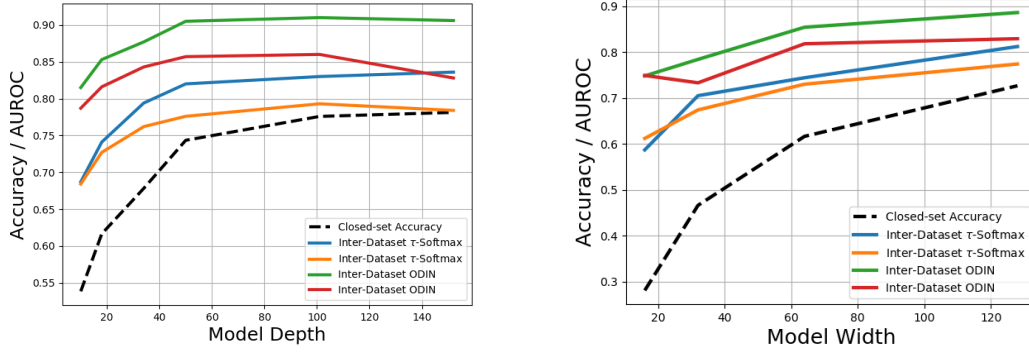 Accuracy / AUROC
0.90
0.85
0.80
0.75
0.70
0.65
0.60
0.55
Closed-set Accuracy
Inter-Dataset τ-Softmax
Inter-Dataset τ-Softmax
Inter-Dataset ODIN
Inter-Dataset ODIN
20 40 60 80 100 120 140
Model Depth
Accuracy / AUROC
0.9
0.8
0.7
0.6
0.5
0.4
0.3
Closed-set Accuracy
Inter-Dataset τ-Softmax
Inter-Dataset τ-Softmax
Inter-Dataset ODIN
Inter-Dataset ODIN
20 40 60 80 100 120
Model Width